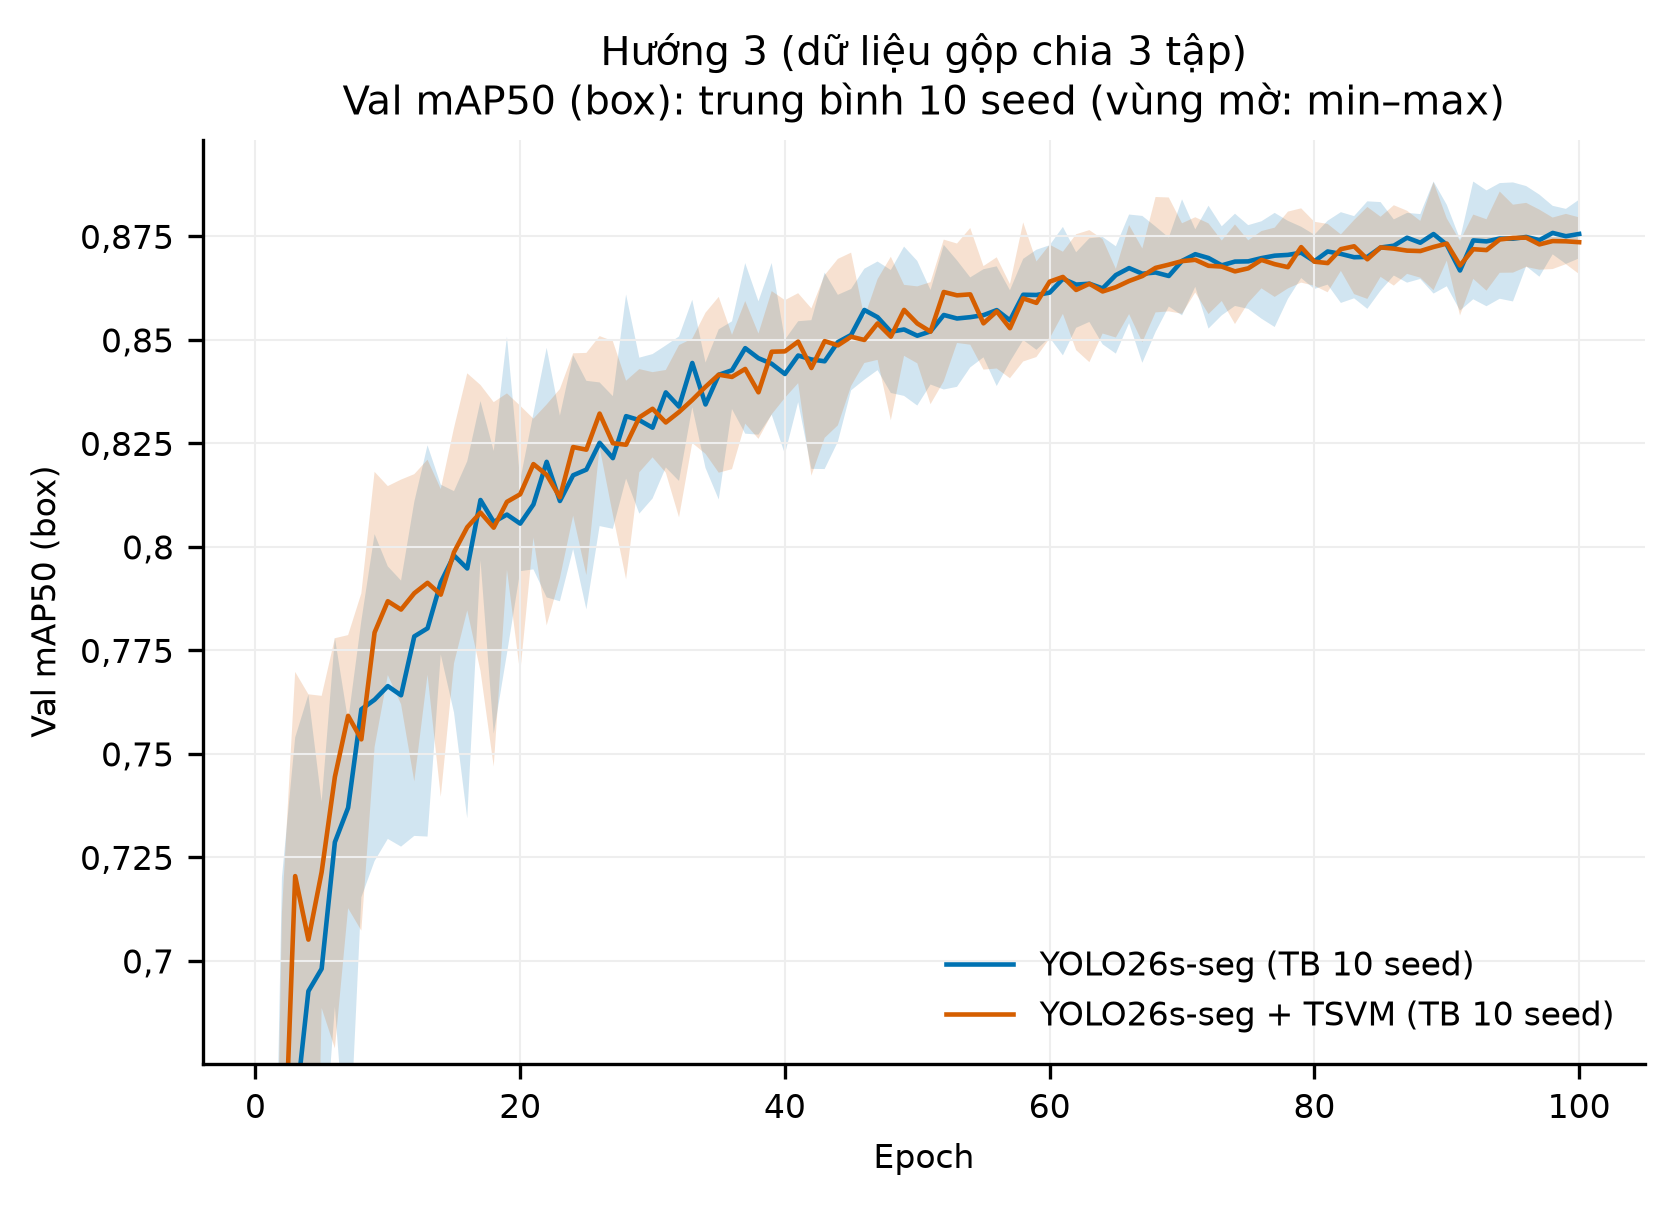 Hướng 3 (dữ liệu gộp chia 3 tập)
Val mAP50 (box): trung bình 10 seed (vùng mờ: min–max)
Val mAP50 (box)
0,875
0,85
0,825
0,8
0,775
0,75
0,725
0,7
YOLO26s-seg (TB 10 seed)
YOLO26s-seg + TSVM (TB 10 seed)
0 20 40 60 80 100
Epoch